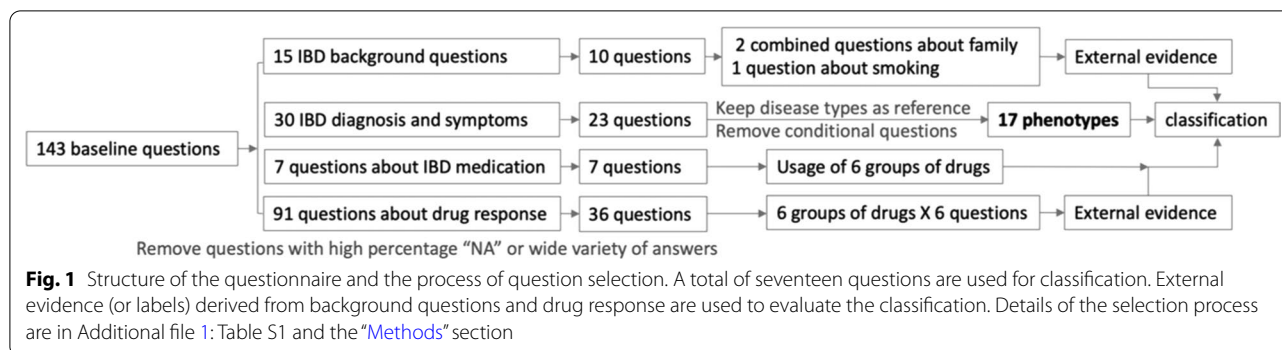 143 baseline questions
15 IBD background questions
10 questions
2 combined questions about family
1 question about smoking
External evidence
30 IBD diagnosis and symptoms
23 questions
Keep disease types as reference
Remove conditional questions
17 phenotypes
classification
7 questions about IBD medication
7 questions
Usage of 6 groups of drugs
91 questions about drug response
36 questions
6 groups of drugs X 6 questions
External evidence
Remove questions with high percentage “NA” or wide variety of answers
Fig. 1 Structure of the questionnaire and the process of question selection. A total of seventeen questions are used for classification. External
evidence (or labels) derived from background questions and drug response are used to evaluate the classification. Details of the selection process
are in Additional file 1: Table S1 and the “Methods” section